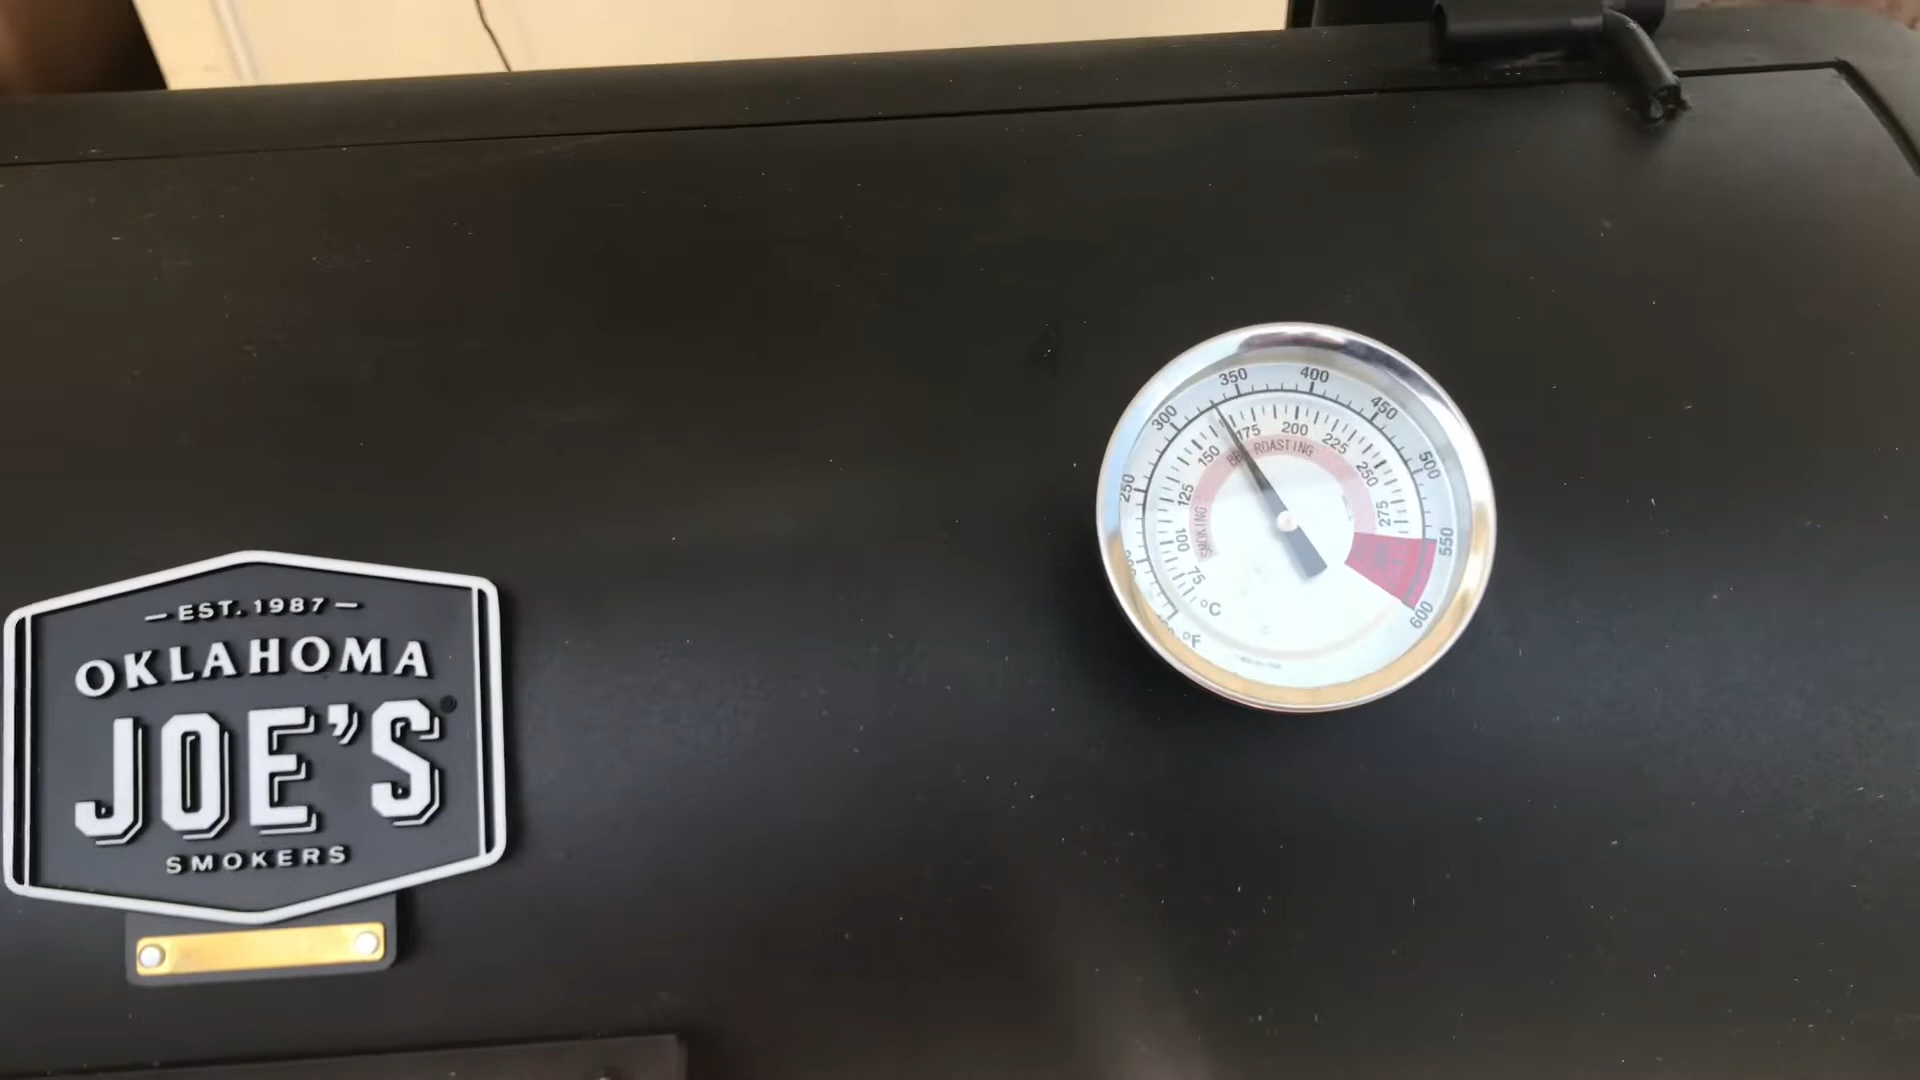 — EST. 1987 —
OKLAHOMA
JOE'S
SMOKERS
250
300
350
400
450
500
550
600
°F
75
100
125
150
175
200
225
250
275
°C
SMOKING
ROASTING